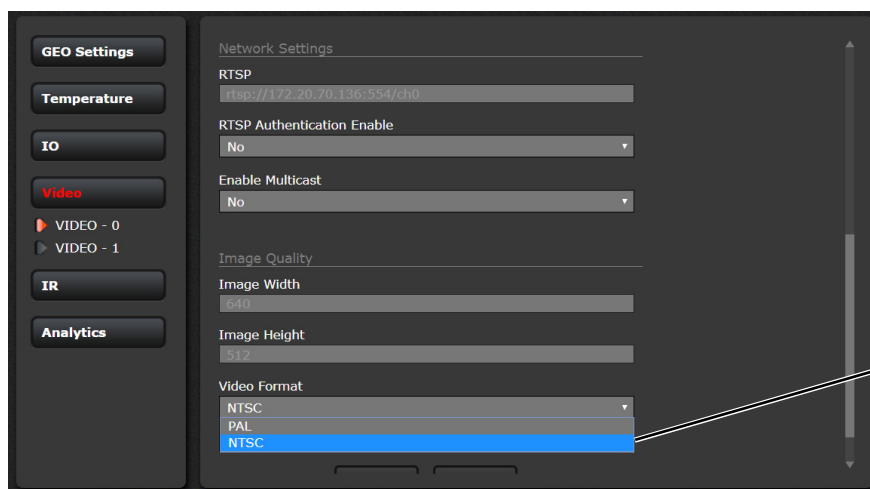 GEO Settings
Temperature
IO
Video
VIDEO - 0
VIDEO - 1
IR
Analytics
Network Settings
RTSP
rtsp://172.20.70.136:554/ch0
RTSP Authentication Enable
No
Enable Multicast
No
Image Quality
Image Width
640
Image Height
512
Video Format
NTSC
PAL
NTSC